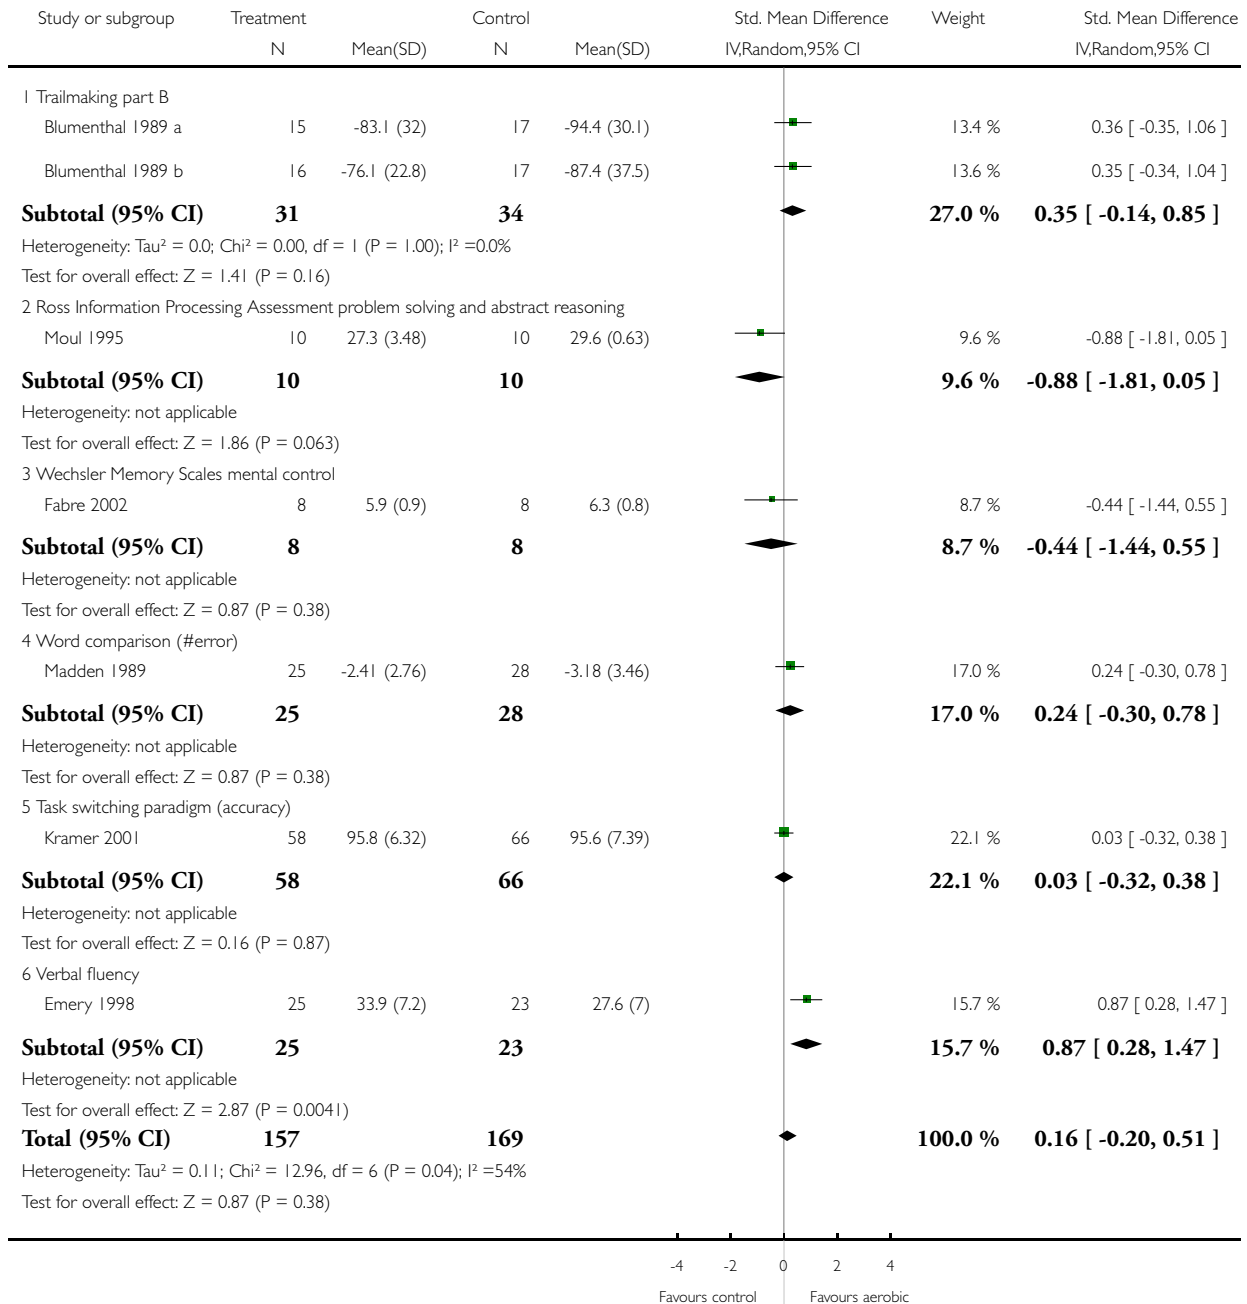 Study or subgroup Treatment Control Std. Mean Difference Weight Std. Mean Difference
N Mean(SD) N Mean(SD) IV,Random,95% CI IV,Random,95% CI
1 Trailmaking part B
Blumenthal 1989 a 15 -83.1 (32) 17 -94.4 (30.1) 13.4 % 0.36 [ -0.35, 1.06 ]
Blumenthal 1989 b 16 -76.1 (22.8) 17 -87.4 (37.5) 13.6 % 0.35 [ -0.34, 1.04 ]
Subtotal (95% CI) 31 34 27.0 % 0.35 [ -0.14, 0.85 ]
Heterogeneity: Tau² = 0.0; Chi² = 0.00, df = 1 (P = 1.00); I² =0.0%
Test for overall effect: Z = 1.41 (P = 0.16)
2 Ross Information Processing Assessment problem solving and abstract reasoning
Moul 1995 10 27.3 (3.48) 10 29.6 (0.63) 9.6 % -0.88 [ -1.81, 0.05 ]
Subtotal (95% CI) 10 10 9.6 % -0.88 [ -1.81, 0.05 ]
Heterogeneity: not applicable
Test for overall effect: Z = 1.86 (P = 0.063)
3 Wechsler Memory Scales mental control
Fabre 2002 8 5.9 (0.9) 8 6.3 (0.8) 8.7 % -0.44 [ -1.44, 0.55 ]
Subtotal (95% CI) 8 8 8.7 % -0.44 [ -1.44, 0.55 ]
Heterogeneity: not applicable
Test for overall effect: Z = 0.87 (P = 0.38)
4 Word comparison (#error)
Madden 1989 25 -2.41 (2.76) 28 -3.18 (3.46) 17.0 % 0.24 [ -0.30, 0.78 ]
Subtotal (95% CI) 25 28 17.0 % 0.24 [ -0.30, 0.78 ]
Heterogeneity: not applicable
Test for overall effect: Z = 0.87 (P = 0.38)
5 Task switching paradigm (accuracy)
Kramer 2001 58 95.8 (6.32) 66 95.6 (7.39) 22.1 % 0.03 [ -0.32, 0.38 ]
Subtotal (95% CI) 58 66 22.1 % 0.03 [ -0.32, 0.38 ]
Heterogeneity: not applicable
Test for overall effect: Z = 0.16 (P = 0.87)
6 Verbal fluency
Emery 1998 25 33.9 (7.2) 23 27.6 (7) 15.7 % 0.87 [ 0.28, 1.47 ]
Subtotal (95% CI) 25 23 15.7 % 0.87 [ 0.28, 1.47 ]
Heterogeneity: not applicable
Test for overall effect: Z = 2.87 (P = 0.0041)
Total (95% CI) 157 169 100.0 % 0.16 [ -0.20, 0.51 ]
Heterogeneity: Tau² = 0.11; Chi² = 12.96, df = 6 (P = 0.04); I² =54%
Test for overall effect: Z = 0.87 (P = 0.38)
-4 -2 0 2 4
Favours control Favours aerobic